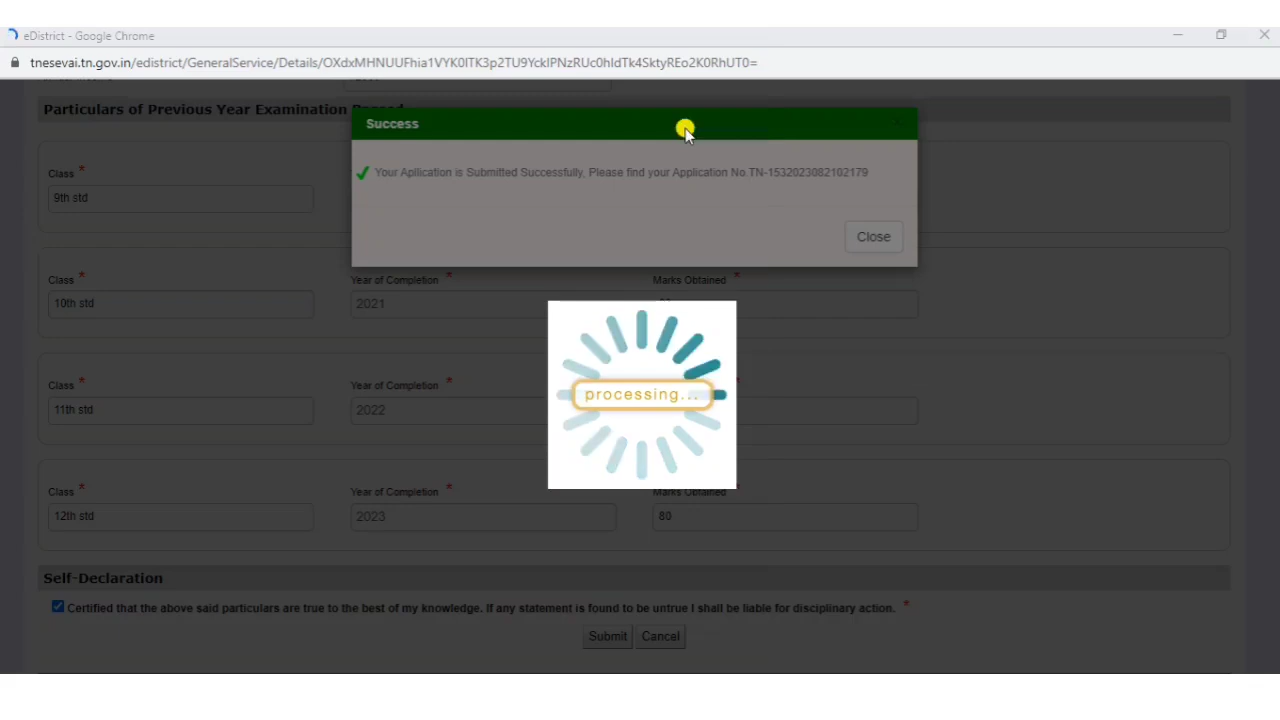 eDistrict - Google Chrome
tnesevai.tn.gov.in/edistrict/GeneralService/Details/
Particulars of Previous Year Examination Passed
Success
Your Apllication is Submitted Successfully, Please find your Application No.TN-1532023082102179
Close
Class *
9th std
Class * Year of Completion * Marks Obtained *
10th std 2021
Class * Year of Completion * *
11th std 2022
processing...
Class * Year of Completion * Marks Obtained *
12th std 2023 80
Self-Declaration
Certified that the above said particulars are true to the best of my knowledge. If any statement is found to be untrue I shall be liable for disciplinary action. *
Submit Cancel